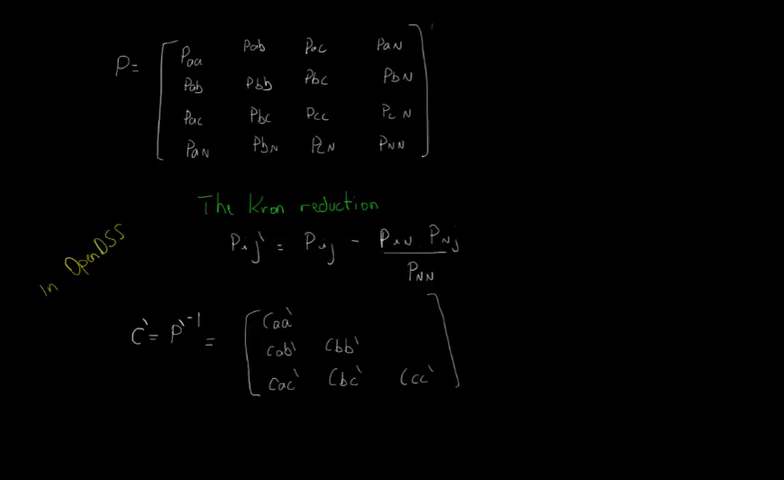 P= [ Paa Pab Pac PaN
Pab Pbb Pbc PbN
Pac Pbc Pcc PcN
PaN PbN PcN PNN ]
The Kron reduction
Pij' = Pij - PiN PNj / PNN
In OpenDSS
C' = P'^-1 = [ Caa'
Cab' Cbb'
Cac' Cbc' Ccc' ]